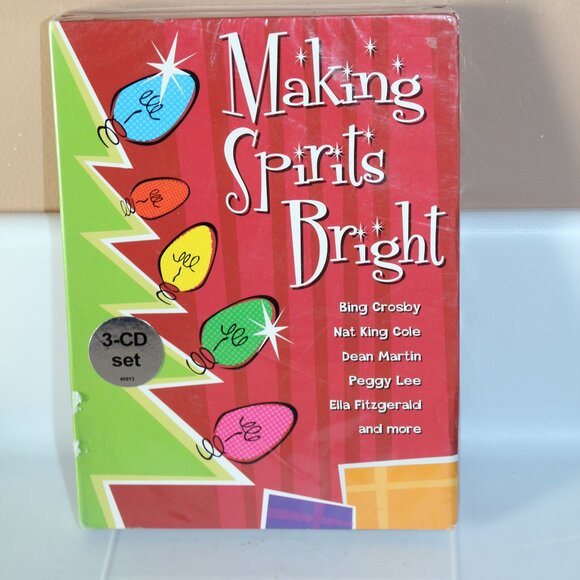 Making
Spirits
Bright
Bing Crosby
Nat King Cole
Dean Martin
Peggy Lee
Ella Fitzgerald
and more
3-CD
set
40913